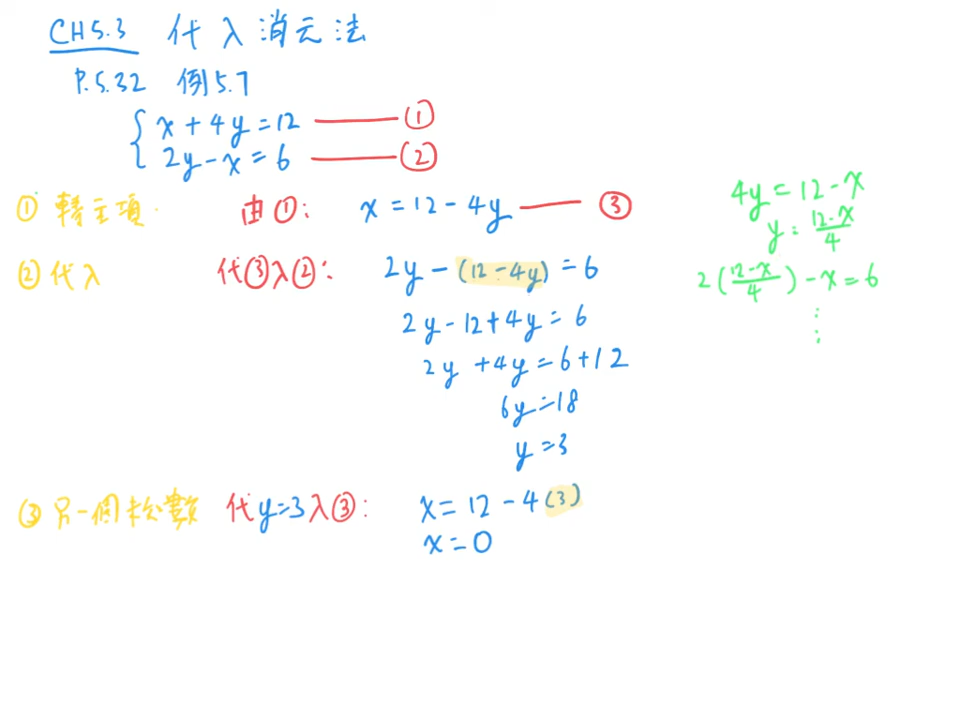 CH5.3 代入消元法
P.5.32 例5.7
x + 4y = 12 ①
2y - x = 6 ②
① 轉主項 由①: x = 12 - 4y ③
② 代入 代③入②: 2y - (12 - 4y) = 6
2y - 12 + 4y = 6
2y + 4y = 6 + 12
6y = 18
y = 3
③ 另一個未知數 代y=3入③: x = 12 - 4(3)
x = 0
4y = 12 - x
y = (12-x)/4
2((12-x)/4) - x = 6